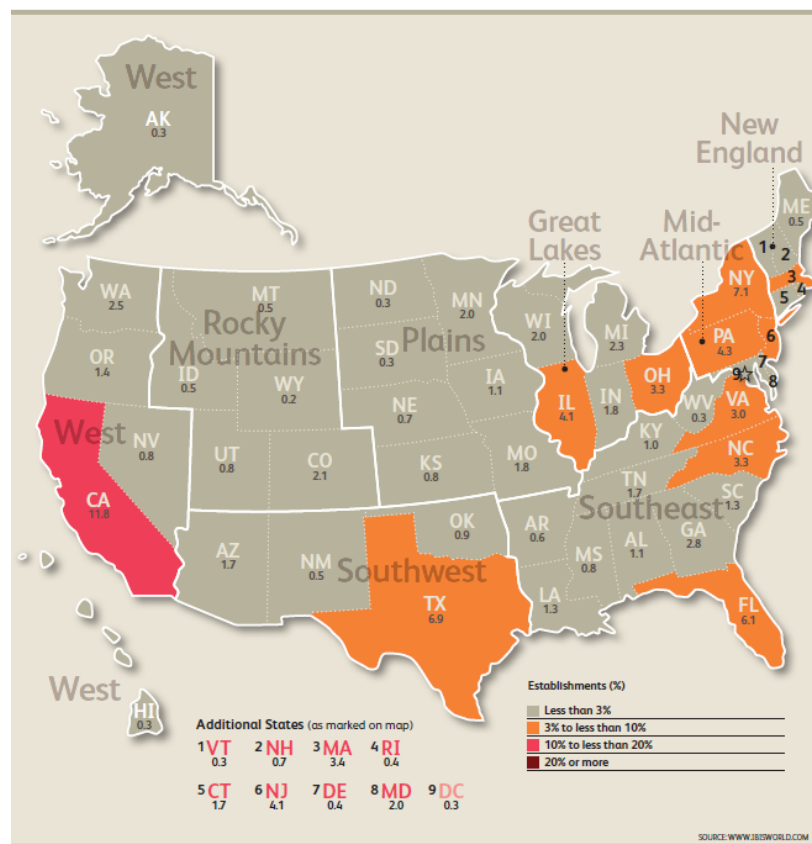 West
AK
0.3
New
England
ME
0.5
Great
Lakes
Mid-
Atlantic
1
2
3
4
5
NY
7.1
WA
2.5
MT
0.5
ND
0.3
MN
2.0
WI
2.0
MI
2.3
Rocky
Mountains
Plains
OR
1.4
ID
0.5
WY
0.2
SD
0.3
IA
1.1
PA
4.3
6
7
8
9
OH
3.3
IL
4.1
IN
1.8
WV
0.3
VA
3.0
West
NV
0.8
UT
0.8
CO
2.1
NE
0.7
KS
0.8
MO
1.8
KY
1.0
NC
3.3
CA
11.8
TN
1.7
SC
1.3
Southeast
AZ
1.7
NM
0.5
OK
0.9
AR
0.6
MS
0.8
AL
1.1
GA
2.8
Southwest
TX
6.9
LA
1.3
FL
6.1
West
HI
0.3
Additional States (as marked on map)
1 VT 2 NH 3 MA 4 RI
0.3 0.7 3.4 0.4
5 CT 6 NJ 7 DE 8 MD 9 DC
1.7 4.1 0.4 2.0 0.3
Establishments (%)
Less than 3%
3% to less than 10%
10% to less than 20%
20% or more
SOURCE: WWW.IBISWORLD.COM